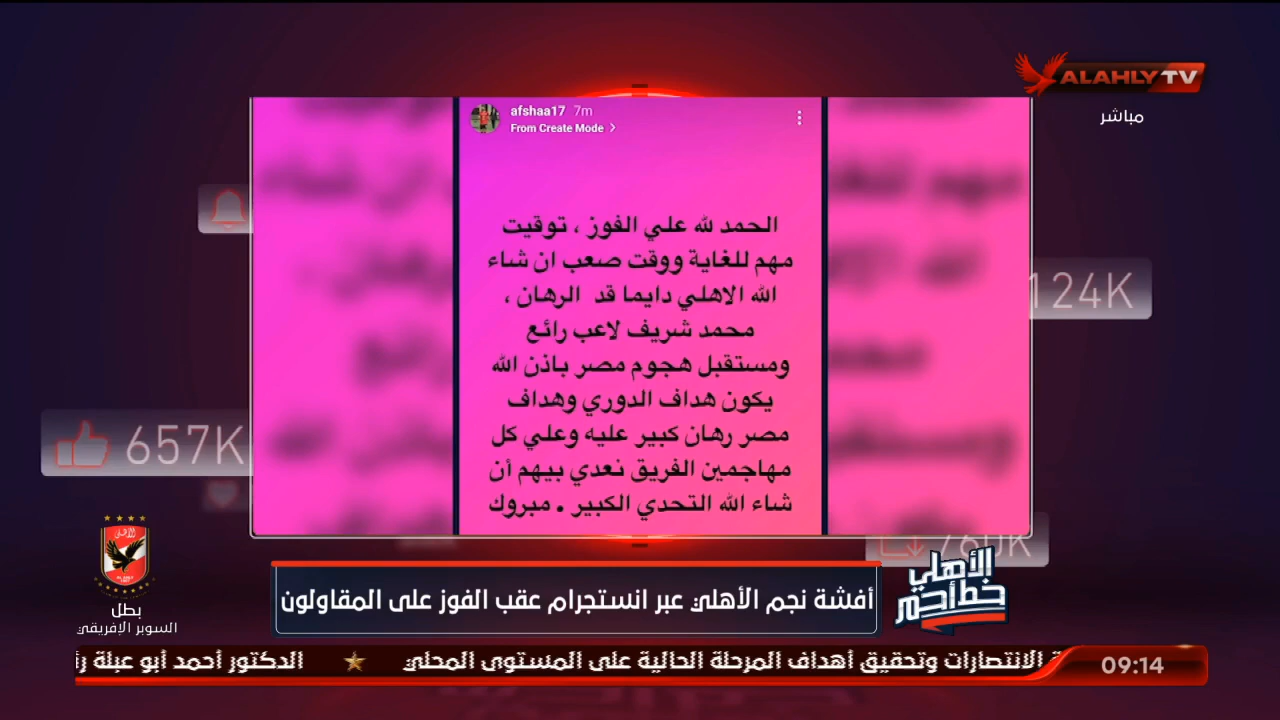 ALAHLY TV
مباشر
afshaa17 7m
From Create Mode
الحمد لله علي الفوز ، توقيت
مهم للغاية ووقت صعب ان شاء
الله الاهلي دايما قد الرهان ،
محمد شريف لاعب رائع
ومستقبل هجوم مصر باذن الله
يكون هداف الدوري وهداف
مصر رهان كبير عليه وعلي كل
مهاجمين الفريق نعدي بيهم أن
شاء الله التحدي الكبير . مبروك
124K
657K
760K
الأهلي
خط أحمر
أفشة نجم الأهلي عبر انستجرام عقب الفوز على المقاولون
بطل
السوبر الإفريقي
الانتصارات وتحقيق أهداف المرحلة الحالية على المستوى المحلي ★ الدكتور أحمد أبو عبلة
09:14